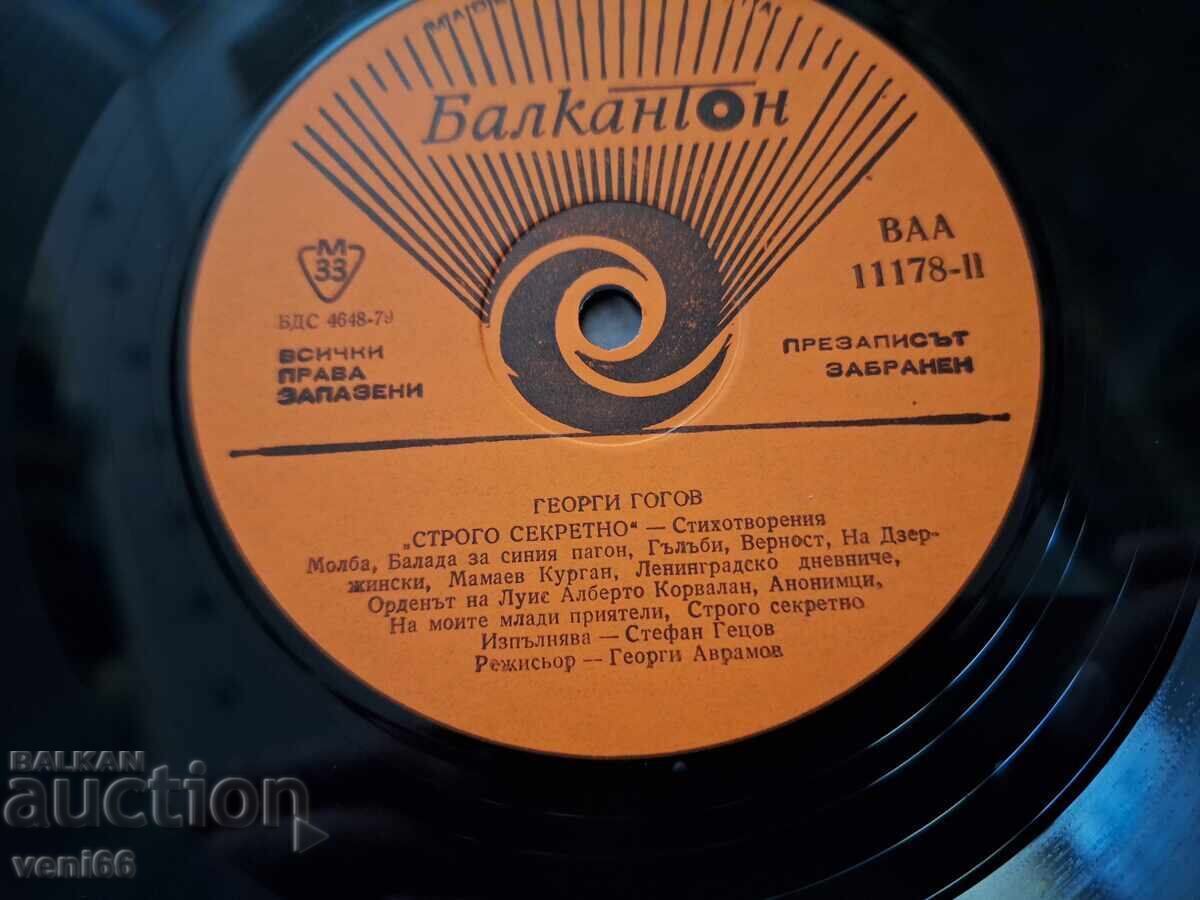 Балкантон
ВАА
11178-II
М
33
БДС 4648-79
ВСИЧКИ
ПРАВА
ЗАПАЗЕНИ
ПРЕЗАПИСЪТ
ЗАБРАНЕН
ГЕОРГИ ГОГОВ
„СТРОГО СЕКРЕТНО“ — Стихотворения
Молба, Балада за синия пагон, Гълъби, Верност, На Дзер-
жински, Мамаев Курган, Ленинградско дневниче,
Орденът на Луис Алберто Корвалан, Анонимци,
На моите млади приятели, Строго секретно
Изпълнява — Стефан Гецов
Режисьор — Георги Аврамов
BALKAN
auction
veni66